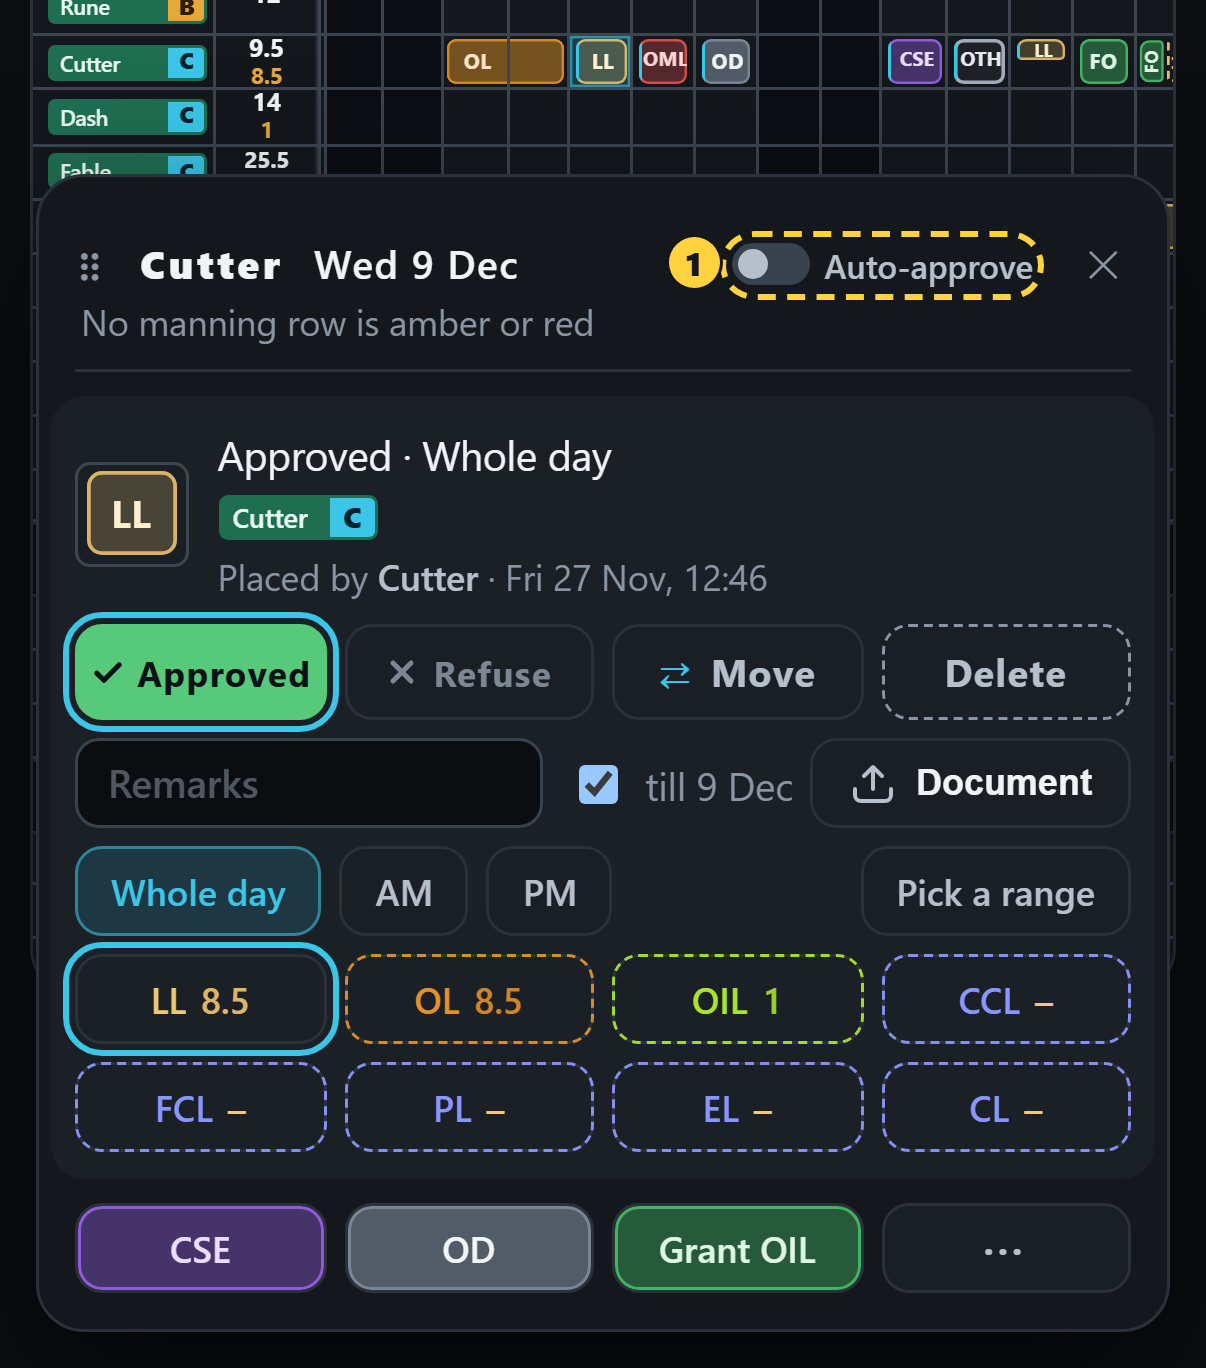 Rune B
Cutter C 9.5 8.5 OL LL OML OD CSE OTH LL FO FO
Dash C 14 1
Fable C 25.5
Cutter Wed 9 Dec 1 Auto-approve
No manning row is amber or red
LL
Approved · Whole day
Cutter C
Placed by Cutter · Fri 27 Nov, 12:46
Approved Refuse Move Delete
Remarks till 9 Dec Document
Whole day AM PM Pick a range
LL 8.5 OL 8.5 OIL 1 CCL –
FCL – PL – EL – CL –
CSE OD Grant OIL ...